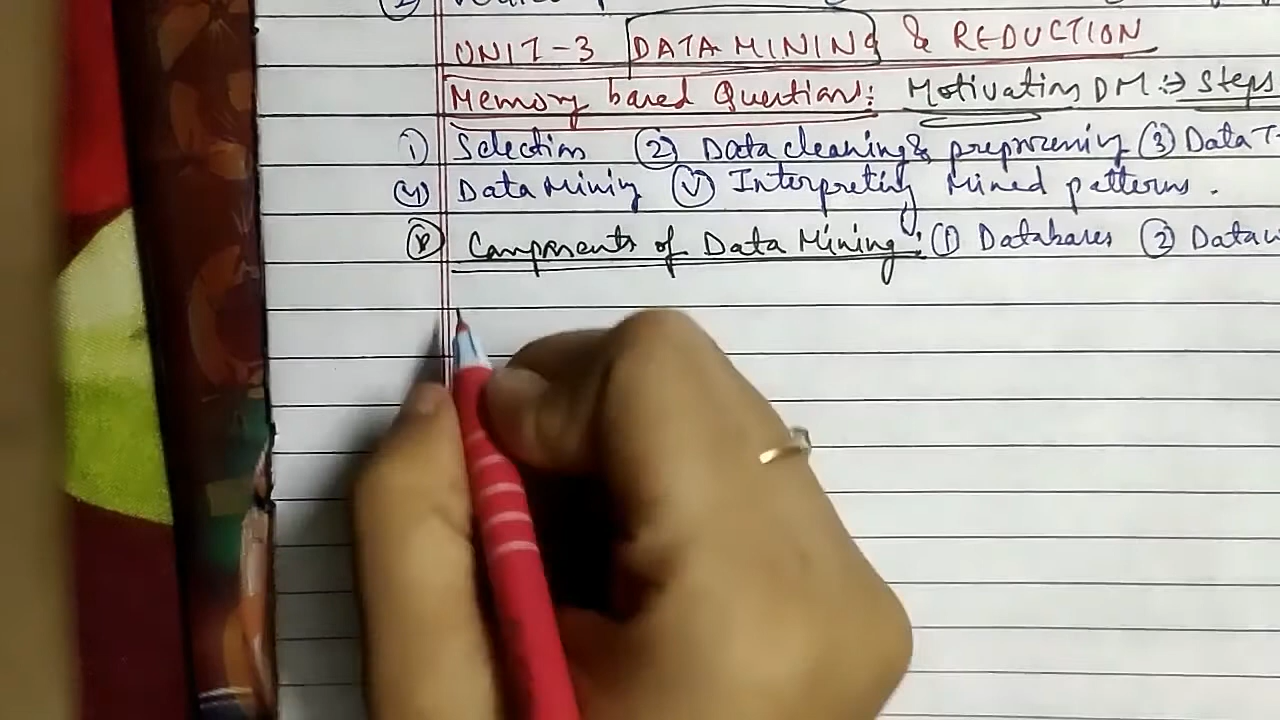 UNIT-3 DATA MINING & REDUCTION
Memory based Questions: Motivation DM :→ Steps
① Selection ② Data cleaning & preprocessing ③ Data T
④ Data Mining Ⓥ Interpreting Mined patterns.
Components of Data Mining: ① Databases ② Data